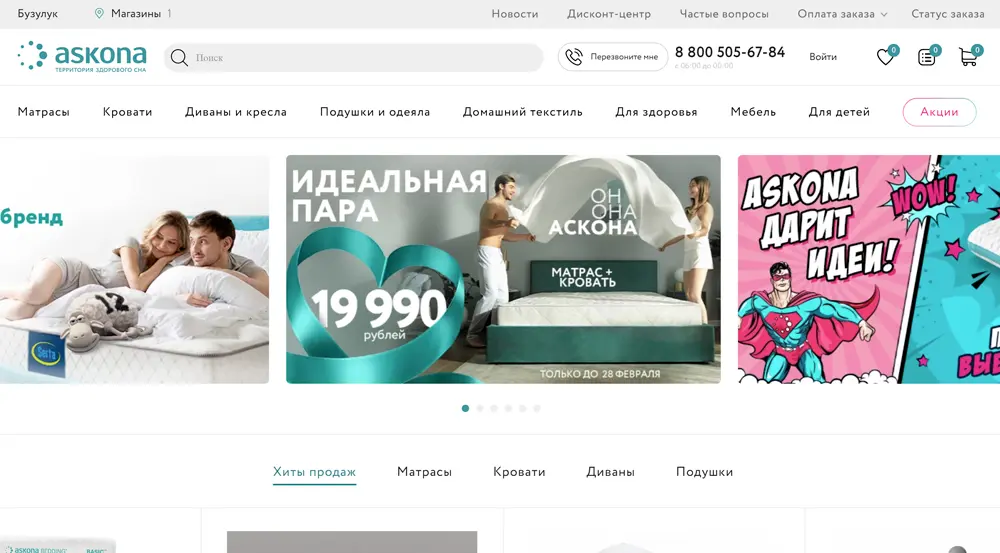 Бузулук
Магазины 1
Новости
Дисконт-центр
Частые вопросы
Оплата заказа
Статус заказа
askona
ТЕРРИТОРИЯ ЗДОРОВОГО СНА
Поиск
Перезвоните мне
8 800 505-67-84
с 06:00 до 00:00
Войти
0
0
0
Матрасы
Кровати
Диваны и кресла
Подушки и одеяла
Домашний текстиль
Для здоровья
Мебель
Для детей
Акции
бренд
Serta
ИДЕАЛЬНАЯ
ПАРА
19 990
рублей
ОН
ОНА
АСКОНА
МАТРАС +
КРОВАТЬ
ТОЛЬКО ДО 28 ФЕВРАЛЯ
ASKONA
ДАРИТ
ИДЕИ!
WOW!
Хиты продаж
Матрасы
Кровати
Диваны
Подушки
askona
BASIC